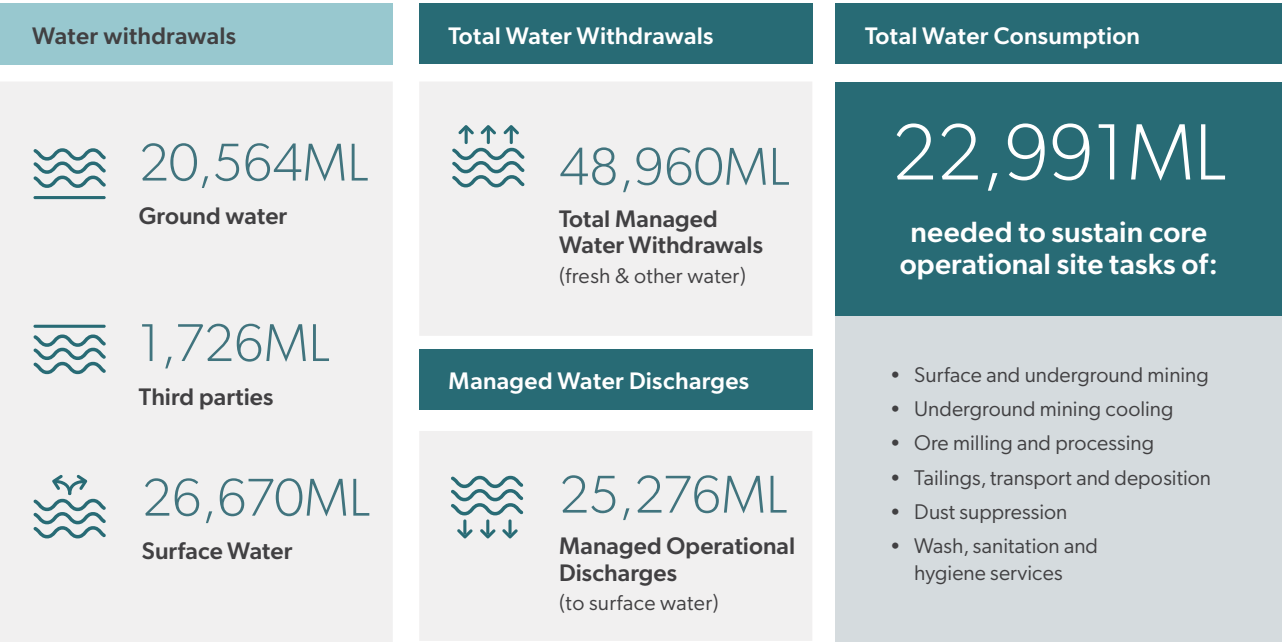 Water withdrawals
20,564ML
Ground water
1,726ML
Third parties
26,670ML
Surface Water
Total Water Withdrawals
48,960ML
Total Managed
Water Withdrawals
(fresh & other water)
Managed Water Discharges
25,276ML
Managed Operational
Discharges
(to surface water)
Total Water Consumption
22,991ML
needed to sustain core
operational site tasks of:
• Surface and underground mining
• Underground mining cooling
• Ore milling and processing
• Tailings, transport and deposition
• Dust suppression
• Wash, sanitation and
hygiene services